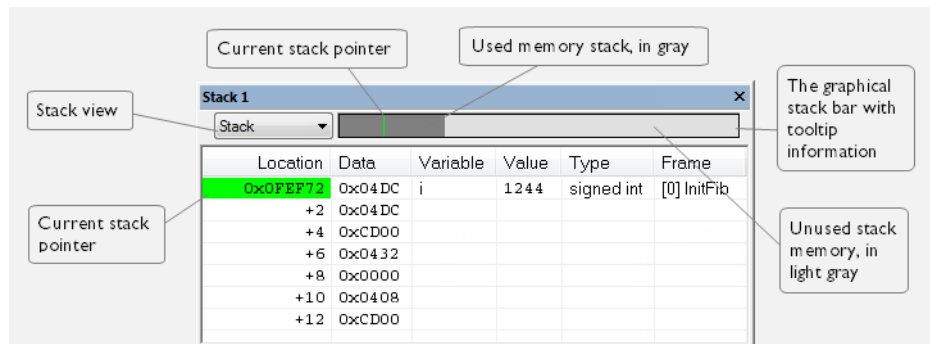 Current stack pointer
Used memory stack, in gray
The graphical
stack bar with
tooltip
information
Stack view
Stack 1
Stack
Location Data Variable Value Type Frame
0x0FEF72 0x04DC i 1244 signed int [0] InitFib
+2 0x04DC
+4 0xCD00
+6 0x0432
+8 0x0000
+10 0x0408
+12 0xCD00
Current stack
pointer
Unused stack
memory, in
light gray